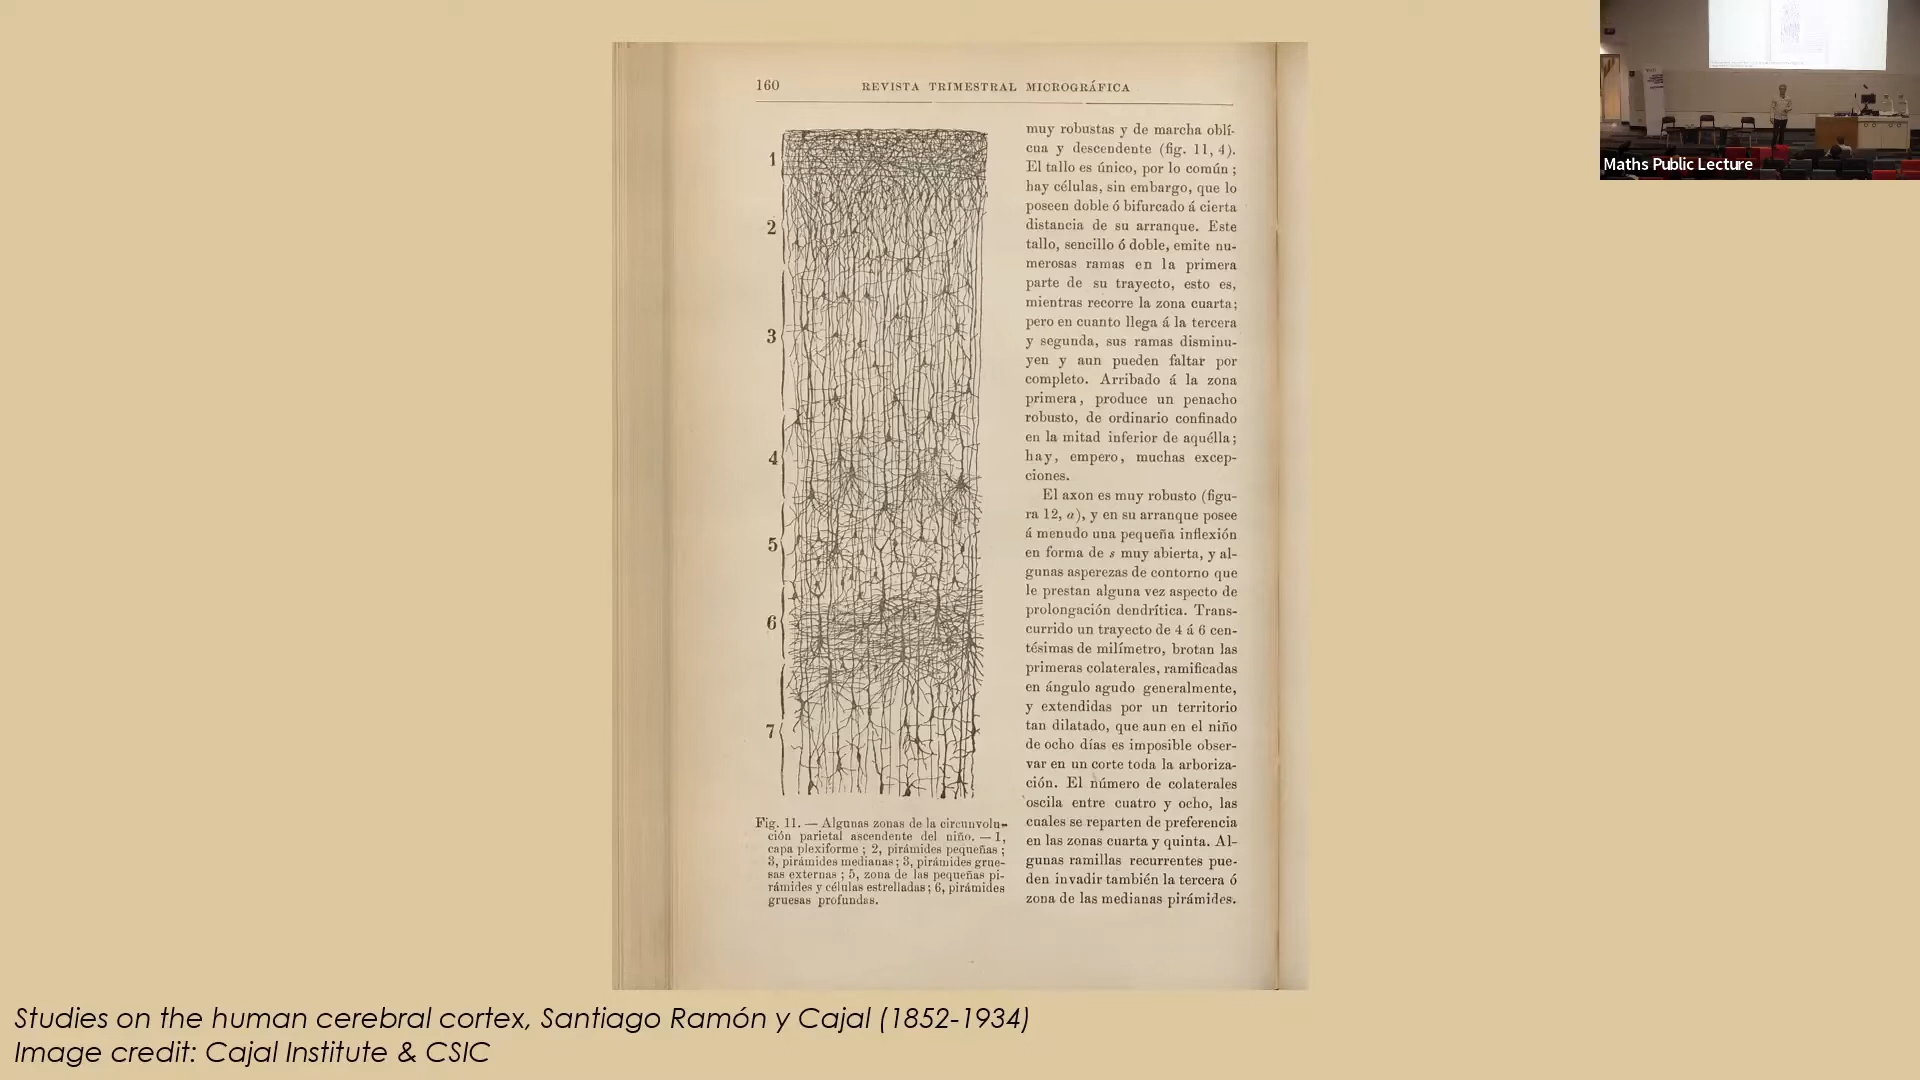 160 REVISTA TRIMESTRAL MICROGRÁFICA
1
2
3
4
5
6
7
Fig. 11. — Algunas zonas de la circunvolu-
ción parietal ascendente del niño. — 1,
capa plexiforme ; 2, pirámides pequeñas ;
3, pirámides medianas ; 3, pirámides grue-
sas externas ; 5, zona de las pequeñas pi-
rámides y células estrelladas ; 6, pirámides
gruesas profundas.
muy robustas y de marcha obli-
cua y descendente (fig. 11, 4).
El tallo es único, por lo común ;
hay células, sin embargo, que lo
poseen doble ó bifurcado á cierta
distancia de su arranque. Este
tallo, sencillo ó doble, emite nu-
merosas ramas en la primera
parte de su trayecto, esto es,
mientras recorre la zona cuarta;
pero en cuanto llega á la tercera
y segunda, sus ramas disminu-
yen y aun pueden faltar por
completo. Arribado á la zona
primera, produce un penacho
robusto, de ordinario confinado
en la mitad inferior de aquélla;
hay, empero, muchas excep-
ciones.
El axon es muy robusto (figu-
ra 12, a), y en su arranque posee
á menudo una pequeña inflexión
en forma de s muy abierta, y al-
gunas asperezas de contorno que
le prestan alguna vez aspecto de
prolongación dendrítica. Trans-
currido un trayecto de 4 á 6 cen-
tésimas de milímetro, brotan las
primeras colaterales, ramificadas
en ángulo agudo generalmente,
y extendidas por un territorio
tan dilatado, que aun en el niño
de ocho días es imposible obser-
var en un corte toda la arboriza-
ción. El número de colaterales
oscila entre cuatro y ocho, las
cuales se reparten de preferencia
en las zonas cuarta y quinta. Al-
gunas ramillas recurrentes pue-
den invadir también la tercera ó
zona de las medianas pirámides.
Maths Public Lecture
Studies on the human cerebral cortex, Santiago Ramón y Cajal (1852-1934)
Image credit: Cajal Institute & CSIC